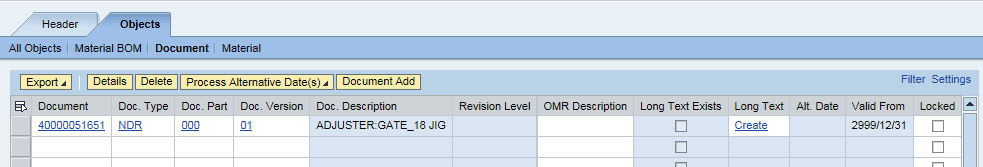 Header Objects
All Objects Material BOM Document Material
Export Details Delete Process Alternative Date(s) Document Add Filter Settings
Document Doc. Type Doc. Part Doc. Version Doc. Description Revision Level OMR Description Long Text Exists Long Text Alt. Date Valid From Locked
40000051651 NDR 000 01 ADJUSTER:GATE_18 JIG Create 2999/12/31